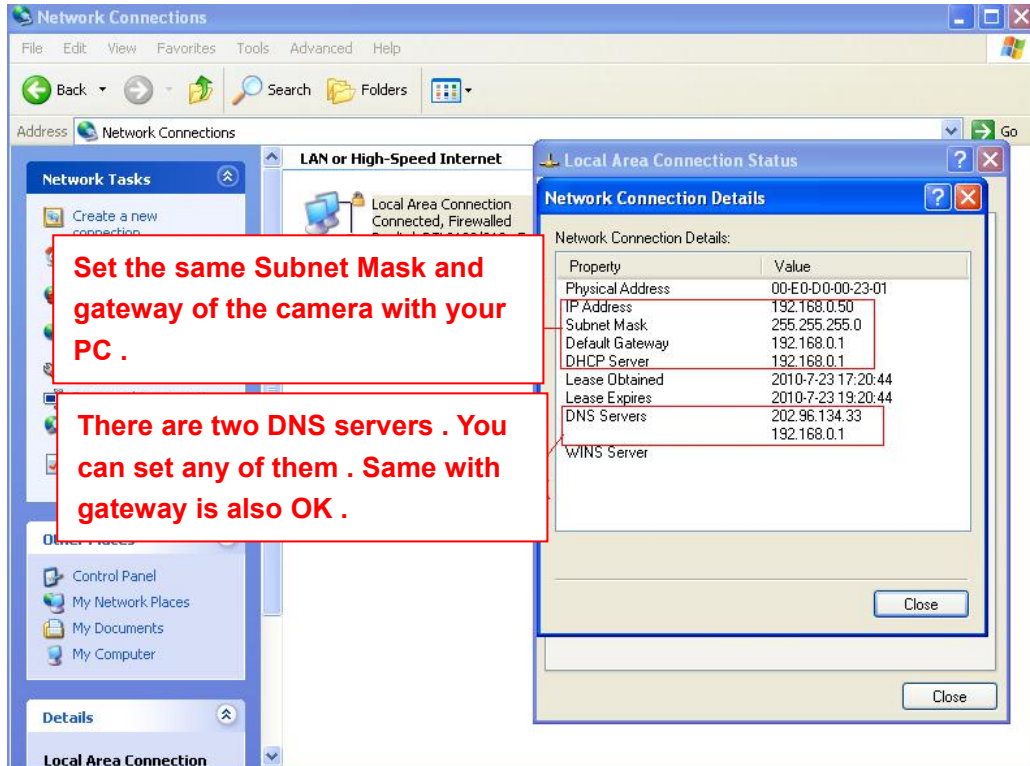 Network Connections
File Edit View Favorites Tools Advanced Help
Back Search Folders
Address Network Connections Go
Network Tasks
Create a new
connection
LAN or High-Speed Internet
Local Area Connection
Connected, Firewalled
Set the same Subnet Mask and
gateway of the camera with your
PC .
There are two DNS servers . You
can set any of them . Same with
gateway is also OK .
Other Places
Control Panel
My Network Places
My Documents
My Computer
Details
Local Area Connection
Local Area Connection Status
Network Connection Details
Network Connection Details:
Property Value
Physical Address 00-E0-D0-00-23-01
IP Address 192.168.0.50
Subnet Mask 255.255.255.0
Default Gateway 192.168.0.1
DHCP Server 192.168.0.1
Lease Obtained 2010-7-23 17:20:44
Lease Expires 2010-7-23 19:20:44
DNS Servers 202.96.134.33
192.168.0.1
WINS Server
Close
Close